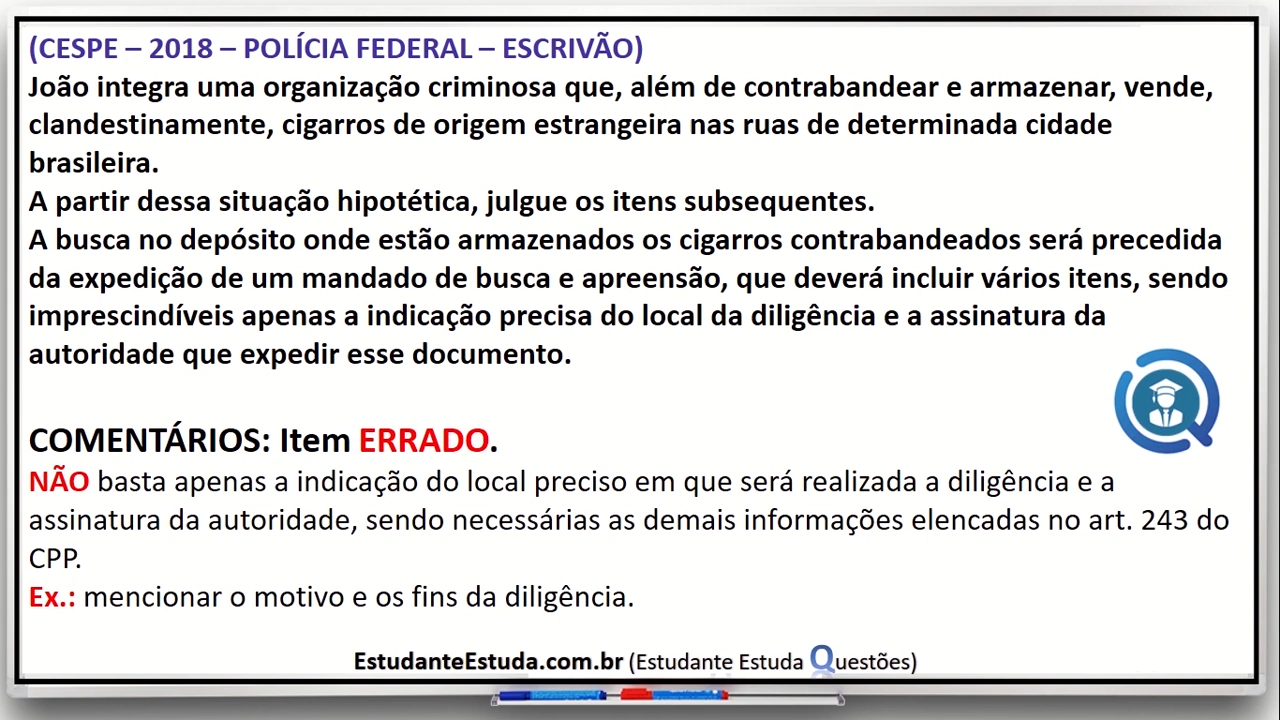 (CESPE – 2018 – POLÍCIA FEDERAL – ESCRIVÃO)
João integra uma organização criminosa que, além de contrabandear e armazenar, vende,
clandestinamente, cigarros de origem estrangeira nas ruas de determinada cidade
brasileira.
A partir dessa situação hipotética, julgue os itens subsequentes.
A busca no depósito onde estão armazenados os cigarros contrabandeados será precedida
da expedição de um mandado de busca e apreensão, que deverá incluir vários itens, sendo
imprescindíveis apenas a indicação precisa do local da diligência e a assinatura da
autoridade que expedir esse documento.
COMENTÁRIOS: Item ERRADO.
NÃO basta apenas a indicação do local preciso em que será realizada a diligência e a
assinatura da autoridade, sendo necessárias as demais informações elencadas no art. 243 do
CPP.
Ex.: mencionar o motivo e os fins da diligência.
EstudanteEstuda.com.br (Estudante Estuda Questões)